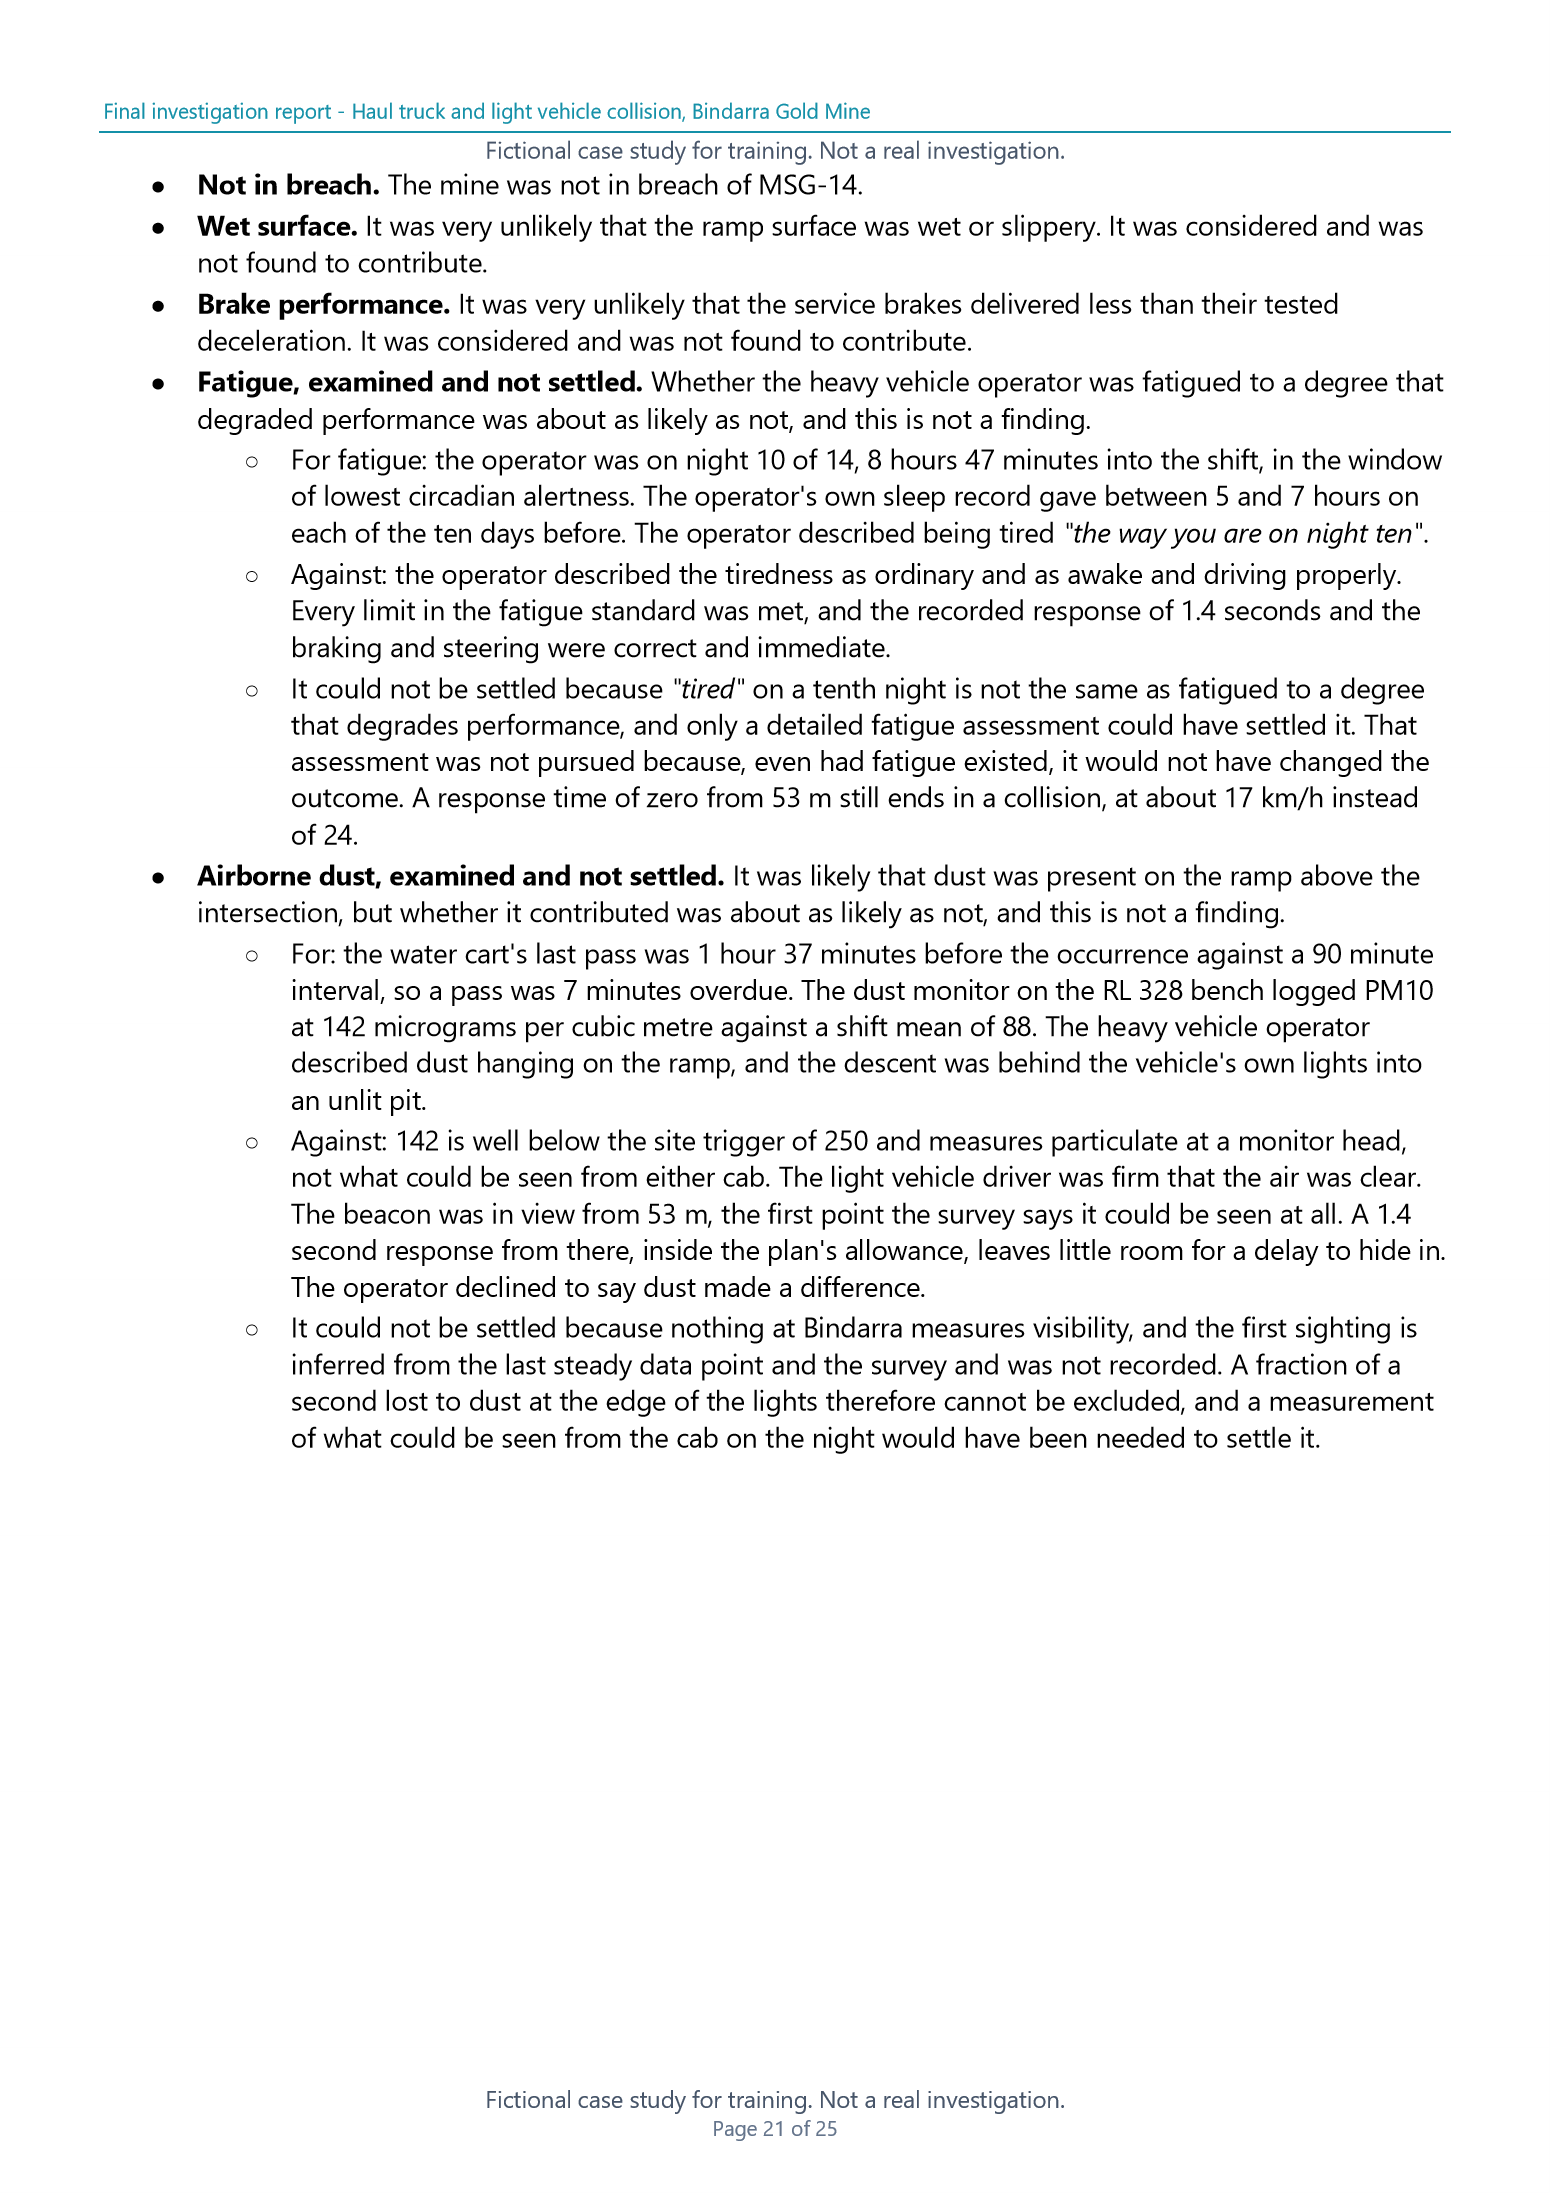 Final investigation report - Haul truck and light vehicle collision, Bindarra Gold Mine
Fictional case study for training. Not a real investigation.
● Not in breach. The mine was not in breach of MSG-14.
● Wet surface. It was very unlikely that the ramp surface was wet or slippery. It was considered and was
not found to contribute.
● Brake performance. It was very unlikely that the service brakes delivered less than their tested
deceleration. It was considered and was not found to contribute.
● Fatigue, examined and not settled. Whether the heavy vehicle operator was fatigued to a degree that
degraded performance was about as likely as not, and this is not a finding.
○ For fatigue: the operator was on night 10 of 14, 8 hours 47 minutes into the shift, in the window
of lowest circadian alertness. The operator's own sleep record gave between 5 and 7 hours on
each of the ten days before. The operator described being tired "the way you are on night ten".
○ Against: the operator described the tiredness as ordinary and as awake and driving properly.
Every limit in the fatigue standard was met, and the recorded response of 1.4 seconds and the
braking and steering were correct and immediate.
○ It could not be settled because "tired" on a tenth night is not the same as fatigued to a degree
that degrades performance, and only a detailed fatigue assessment could have settled it. That
assessment was not pursued because, even had fatigue existed, it would not have changed the
outcome. A response time of zero from 53 m still ends in a collision, at about 17 km/h instead
of 24.
● Airborne dust, examined and not settled. It was likely that dust was present on the ramp above the
intersection, but whether it contributed was about as likely as not, and this is not a finding.
○ For: the water cart's last pass was 1 hour 37 minutes before the occurrence against a 90 minute
interval, so a pass was 7 minutes overdue. The dust monitor on the RL 328 bench logged PM10
at 142 micrograms per cubic metre against a shift mean of 88. The heavy vehicle operator
described dust hanging on the ramp, and the descent was behind the vehicle's own lights into
an unlit pit.
○ Against: 142 is well below the site trigger of 250 and measures particulate at a monitor head,
not what could be seen from either cab. The light vehicle driver was firm that the air was clear.
The beacon was in view from 53 m, the first point the survey says it could be seen at all. A 1.4
second response from there, inside the plan's allowance, leaves little room for a delay to hide in.
The operator declined to say dust made a difference.
○ It could not be settled because nothing at Bindarra measures visibility, and the first sighting is
inferred from the last steady data point and the survey and was not recorded. A fraction of a
second lost to dust at the edge of the lights therefore cannot be excluded, and a measurement
of what could be seen from the cab on the night would have been needed to settle it.
Fictional case study for training. Not a real investigation.
Page 21 of 25